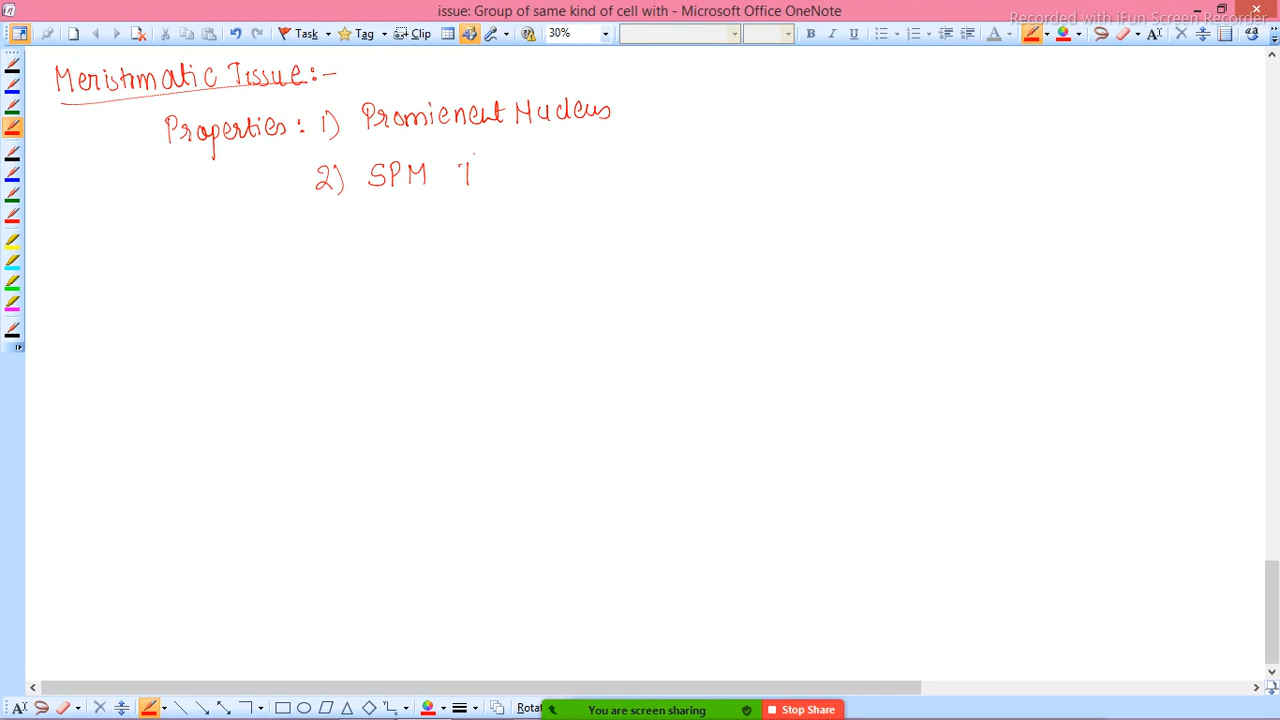 issue: Group of same kind of cell with - Microsoft Office OneNote
Recorded with iFun Screen Recorder
Task Tag Clip 30% B I U A
Meristmatic Tissue:-
Properties: 1) Promienent Nucleus
2) SPM
Rota
You are screen sharing
Stop Share